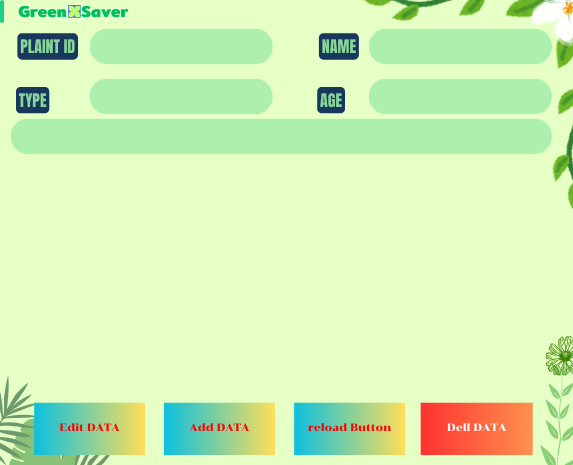 Green Saver
PLAINT ID
NAME
TYPE
AGE
Edit DATA
Add DATA
reload Button
Dell DATA